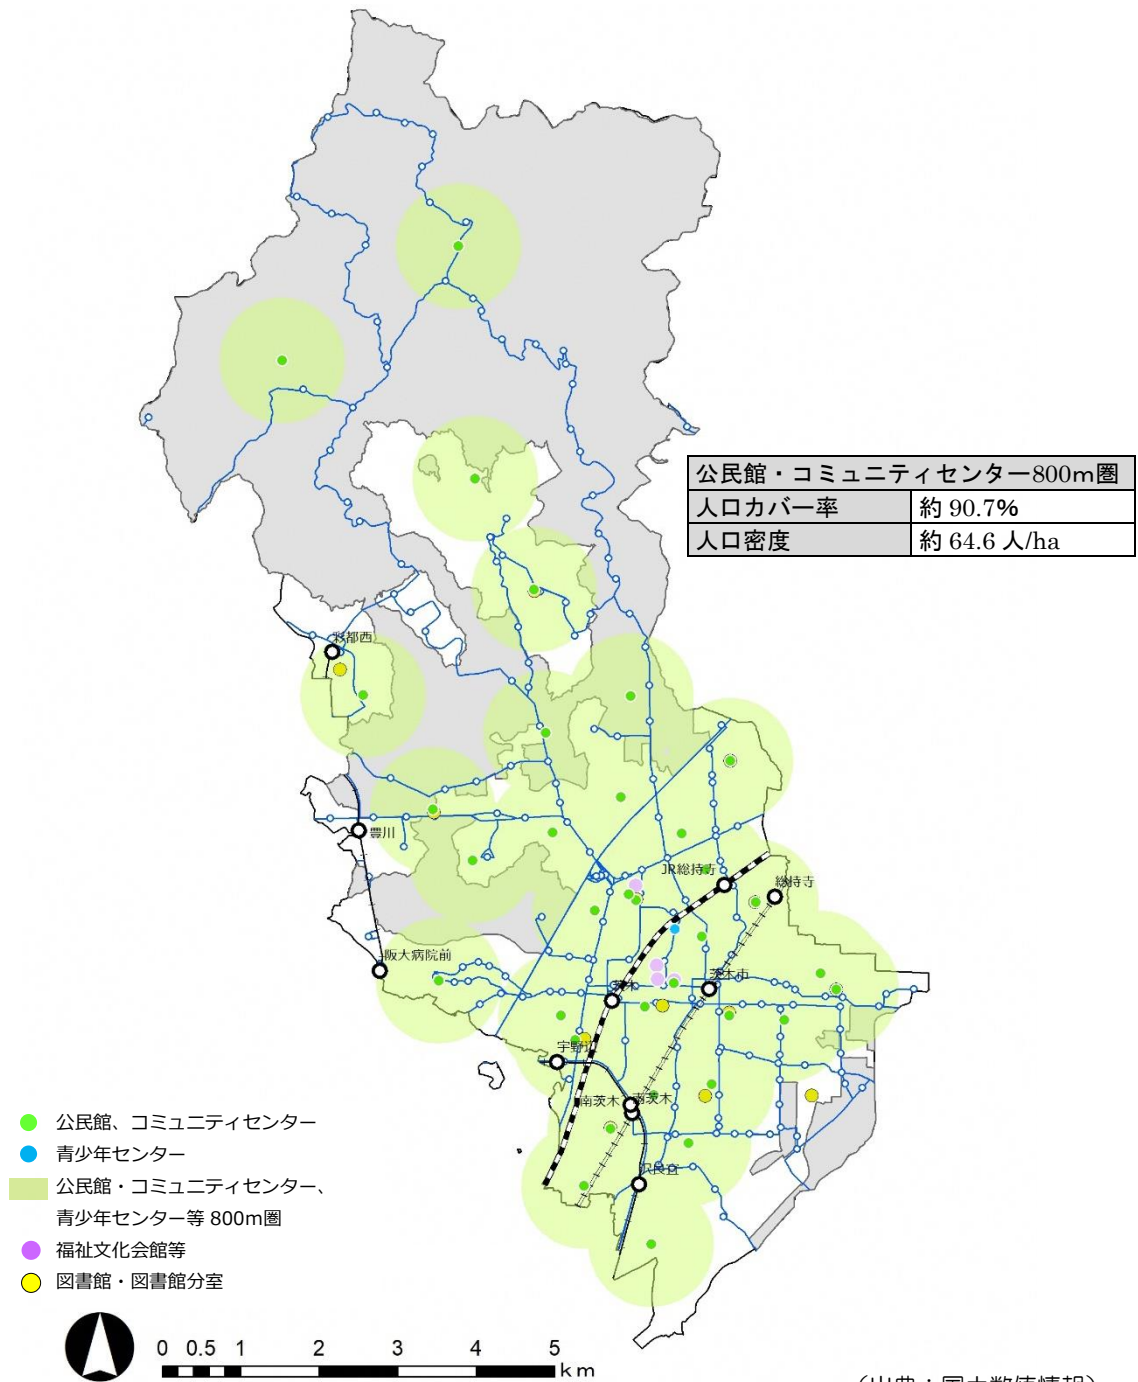 公民館・コミュニティセンター800m圏
人口カバー率 約 90.7%
人口密度 約 64.6 人/ha
彩都西
豊川
JR総持寺
総持寺
阪大病院前
茨木市
茨木
宇野辺
南茨木 南茨木
沢良宜
公民館、コミュニティセンター
青少年センター
公民館・コミュニティセンター、
青少年センター等 800m圏
福祉文化会館等
図書館・図書館分室
0 0.5 1 2 3 4 5
km